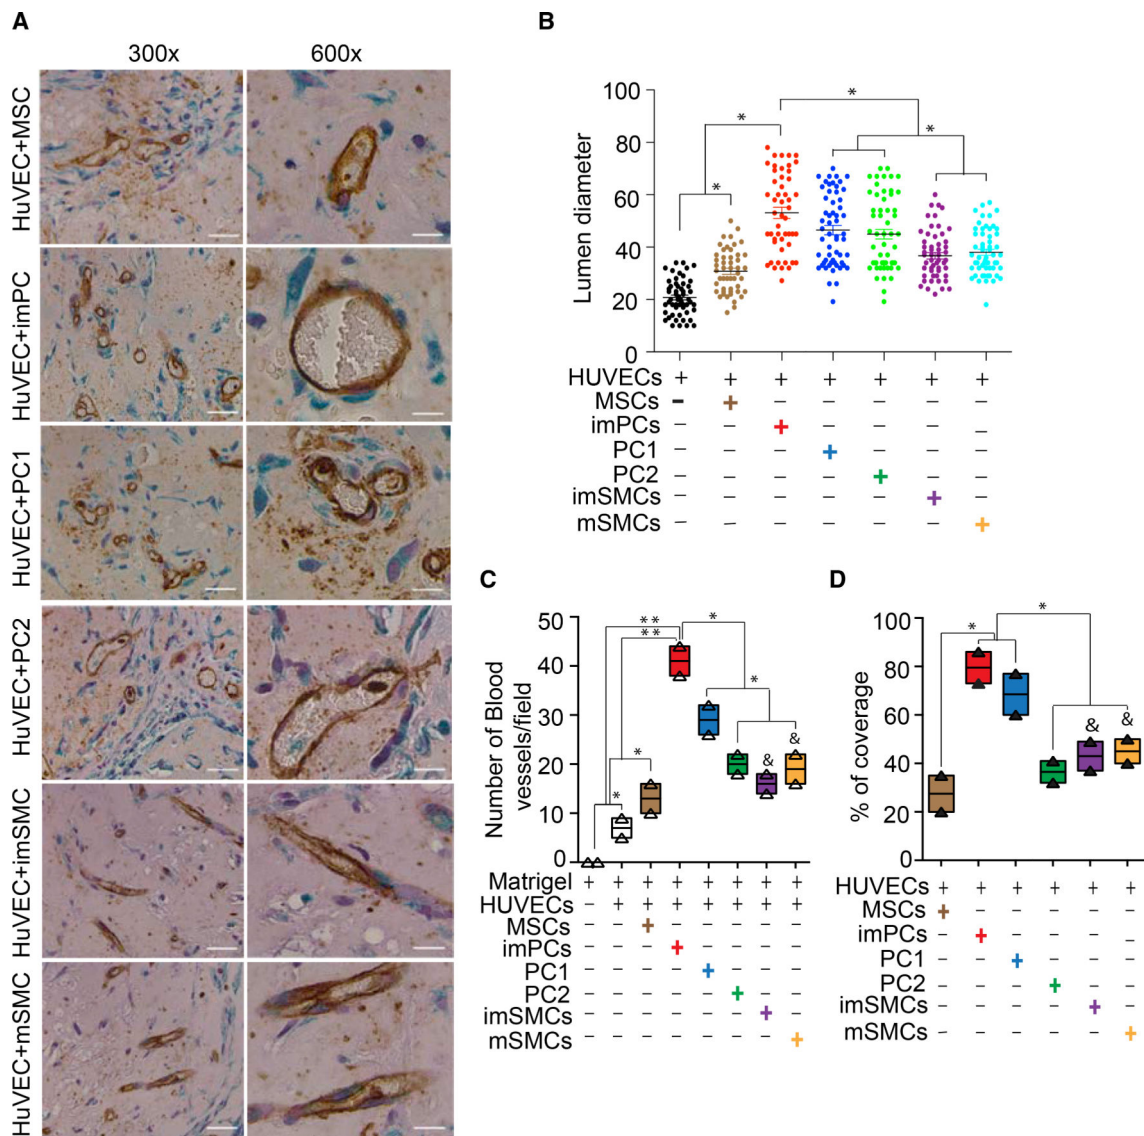 A
300x 600x
HuVEC+MSC
HuVEC+imPC
HuVEC+PC1
HuVEC+PC2
HuVEC+imSMC
HuVEC+mSMC
B
Lumen diameter
100
80
60
40
20
0
*
*
*
*
HUVECs + + + + + + +
MSCs - + – – – – –
imPCs – – + – – – –
PC1 – – – + – – –
PC2 – – – – + – –
imSMCs – – – – – + –
mSMCs – – – – – – +
C
Number of Blood
vessels/field
50
40
30
20
10
0
**
**
*
*
*
*
&
&
Matrigel + + + + + + + +
HUVECs – + + + + + + +
MSCs – – + – – – – –
imPCs – – – + – – – –
PC1 – – – – + – – –
PC2 – – – – – + – –
imSMCs – – – – – – + –
mSMCs – – – – – – – +
D
% of coverage
100
80
60
40
20
0
*
*
&
&
HUVECs + + + + + +
MSCs + – – – – –
imPCs – + – – – –
PC1 – – + – – –
PC2 – – – + – –
imSMCs – – – – + –
mSMCs – – – – – +